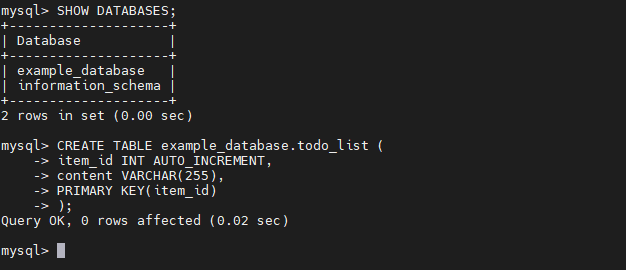 mysql> SHOW DATABASES;
+--------------------+
| Database           |
+--------------------+
| example_database   |
| information_schema |
+--------------------+
2 rows in set (0.00 sec)

mysql> CREATE TABLE example_database.todo_list (
    -> item_id INT AUTO_INCREMENT,
    -> content VARCHAR(255),
    -> PRIMARY KEY(item_id)
    -> );
Query OK, 0 rows affected (0.02 sec)

mysql>